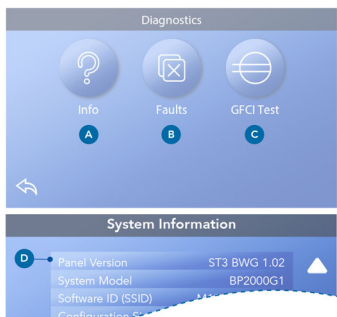 Diagnostics
Info Faults GFCI Test
A B C
System Information
D Panel Version ST3 BWG 1.02
System Model BP2000G1
Software ID (SSID)
Configuration